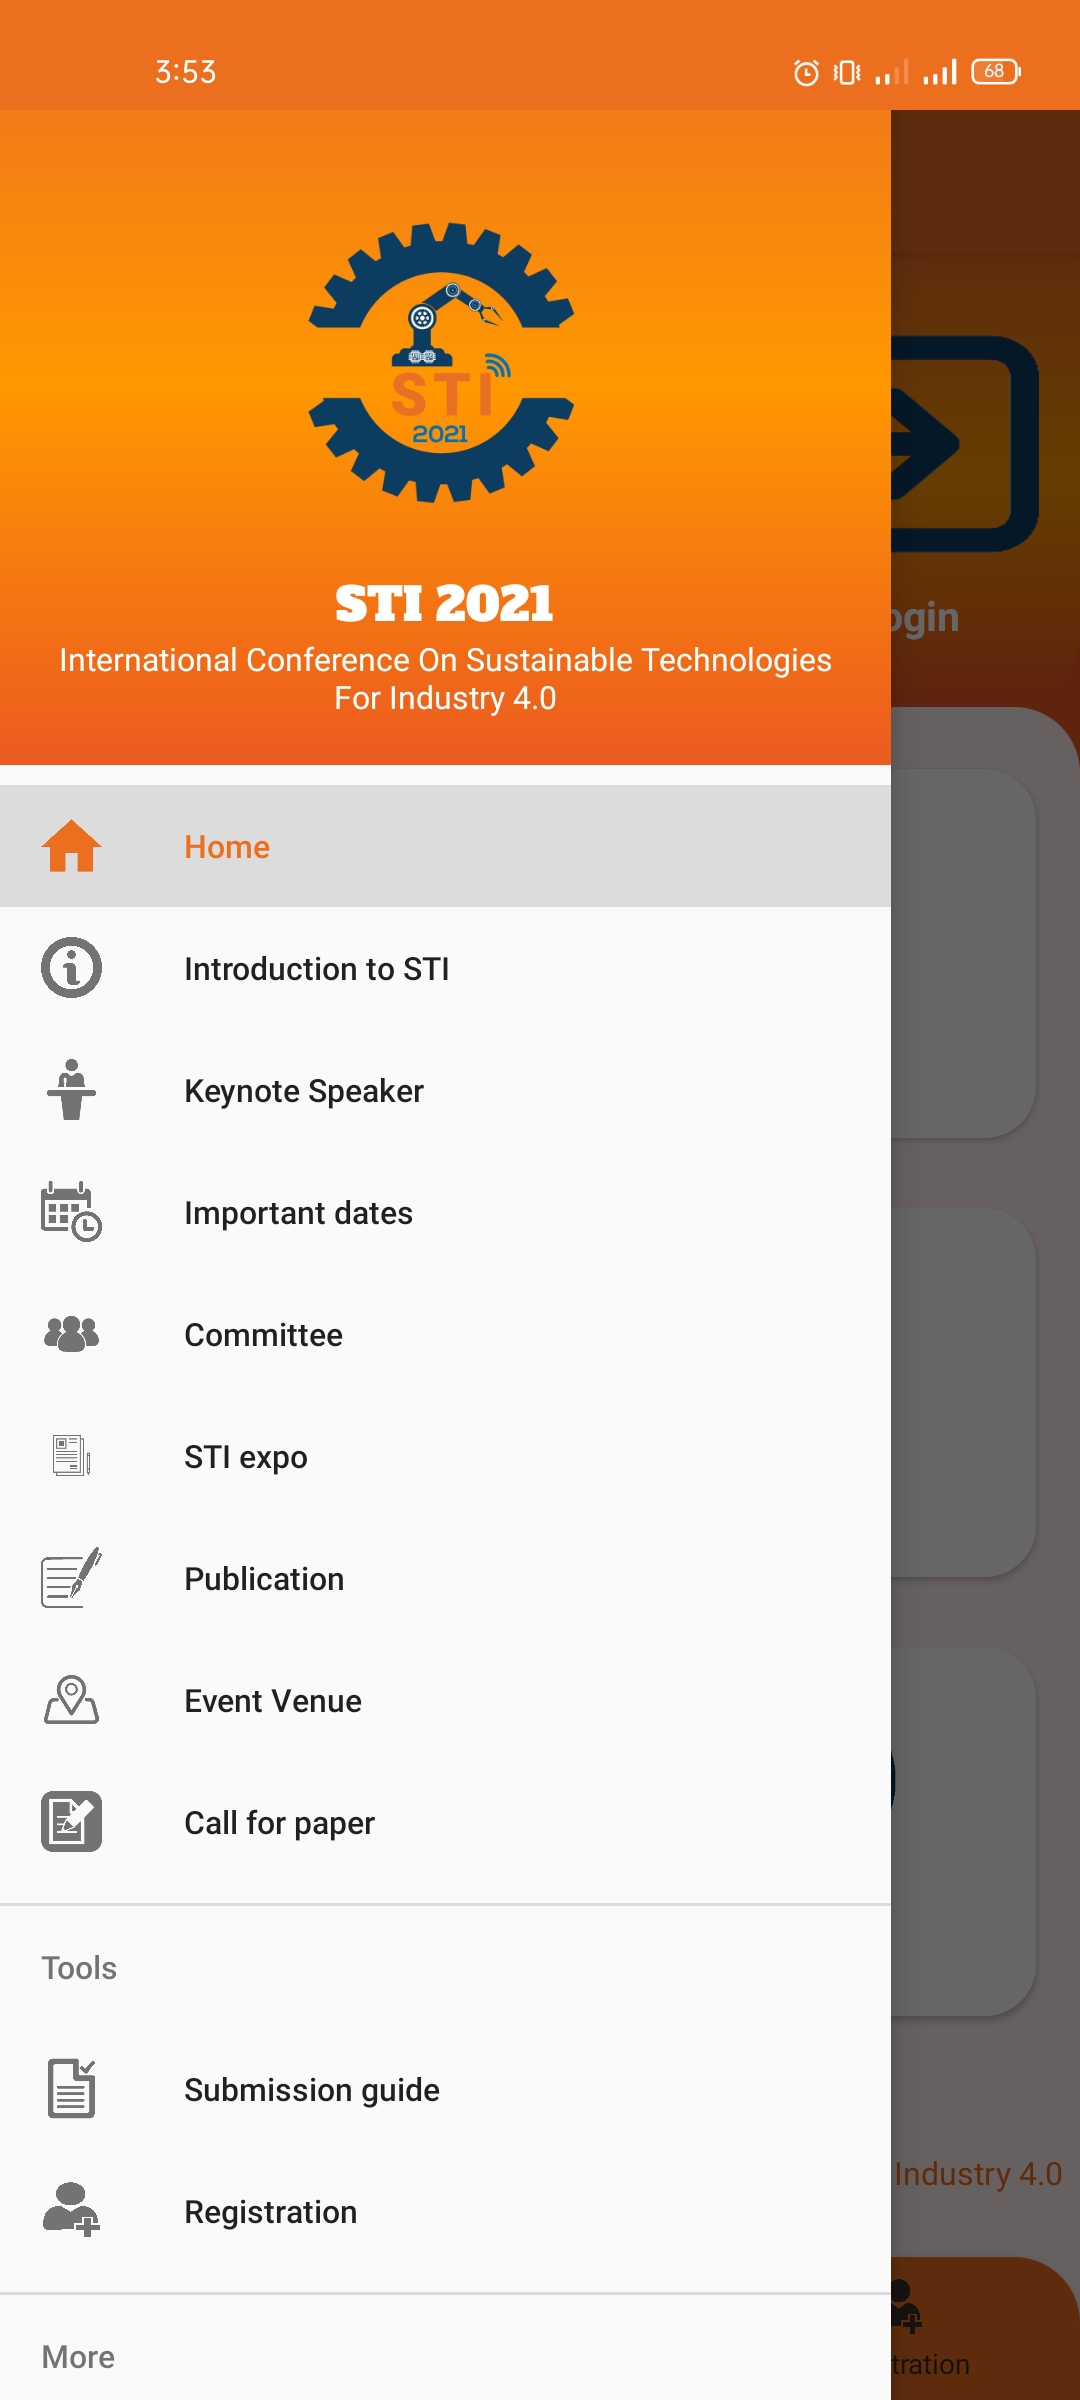 3:53
68
STI
2021
STI 2021
International Conference On Sustainable Technologies
For Industry 4.0
Home
Introduction to STI
Keynote Speaker
Important dates
Committee
STI expo
Publication
Event Venue
Call for paper
Tools
Submission guide
Registration
More
ogin
Industry 4.0
tration